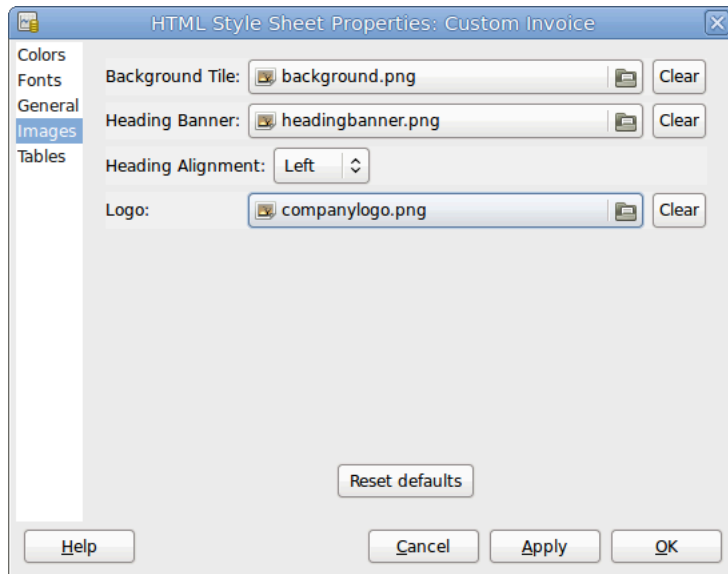 HTML Style Sheet Properties: Custom Invoice
Colors
Fonts
General
Images
Tables
Background Tile: background.png Clear
Heading Banner: headingbanner.png Clear
Heading Alignment: Left
Logo: companylogo.png Clear
Reset defaults
Help Cancel Apply OK